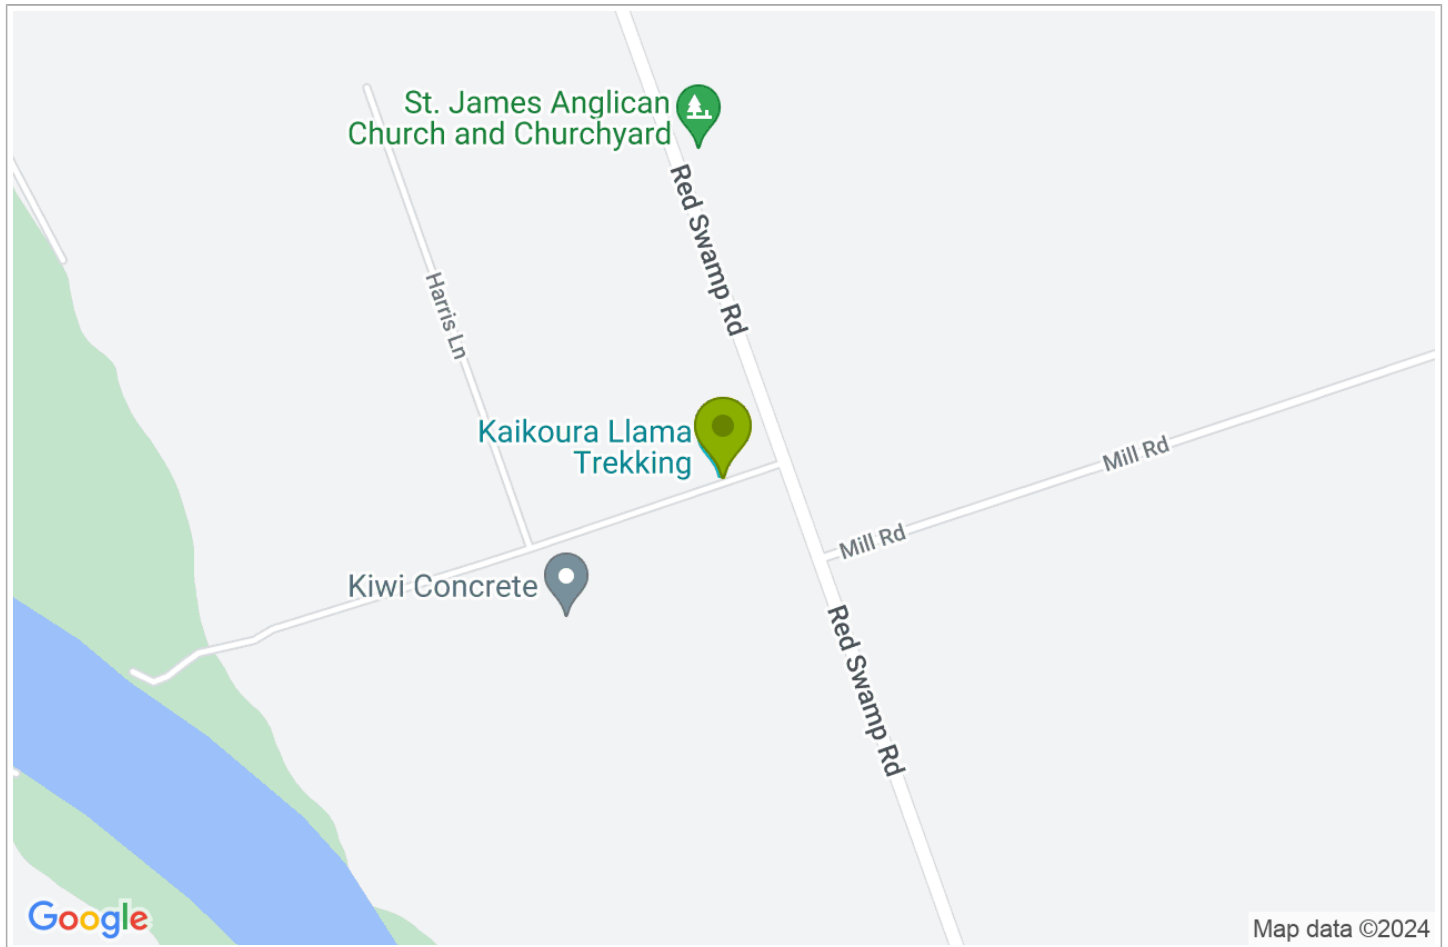 St. James Anglican
Church and Churchyard
Red Swamp Rd
Harris Ln
Kaikoura Llama
Trekking
Mill Rd
Mill Rd
Kiwi Concrete
Red Swamp Rd
Google
Map data ©2024